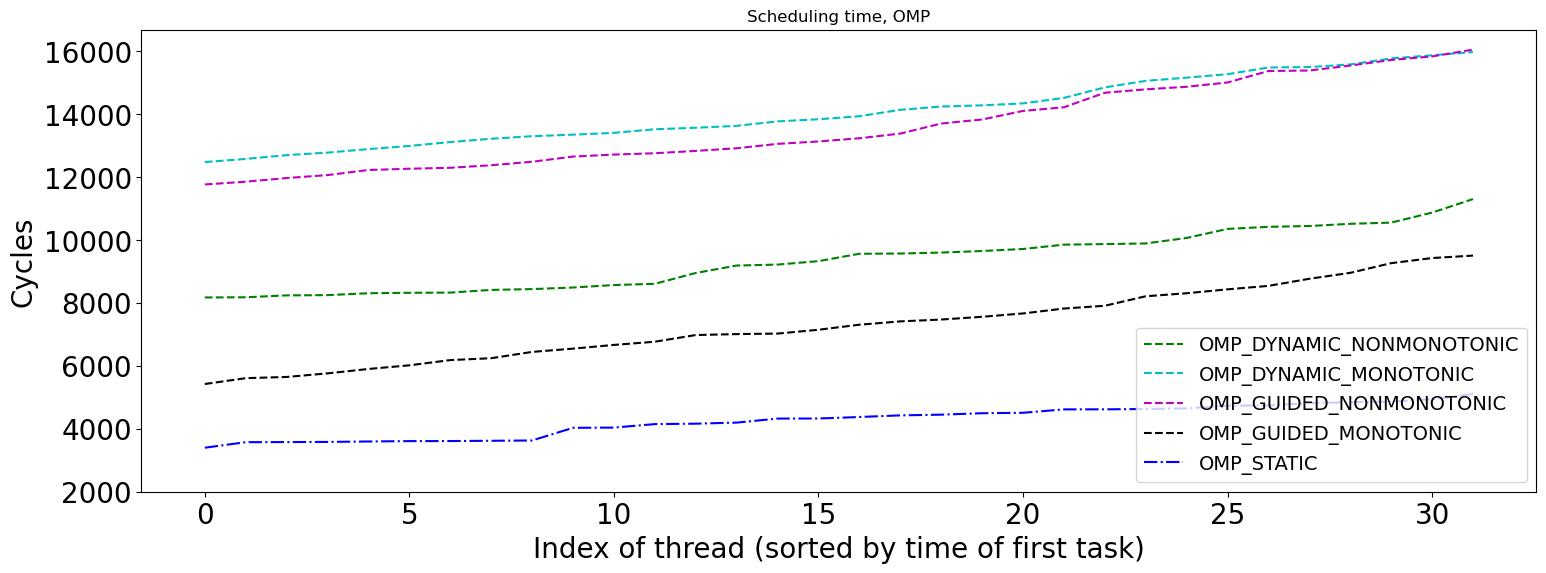 Scheduling time, OMP
16000
14000
12000
10000
8000
6000
4000
2000
Cycles
OMP_DYNAMIC_NONMONOTONIC
OMP_DYNAMIC_MONOTONIC
OMP_GUIDED_NONMONOTONIC
OMP_GUIDED_MONOTONIC
OMP_STATIC
0 5 10 15 20 25 30
Index of thread (sorted by time of first task)